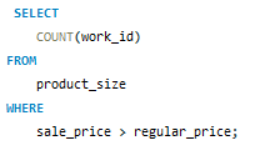 SELECT
COUNT(work_id)
FROM
product_size
WHERE
sale_price > regular_price;